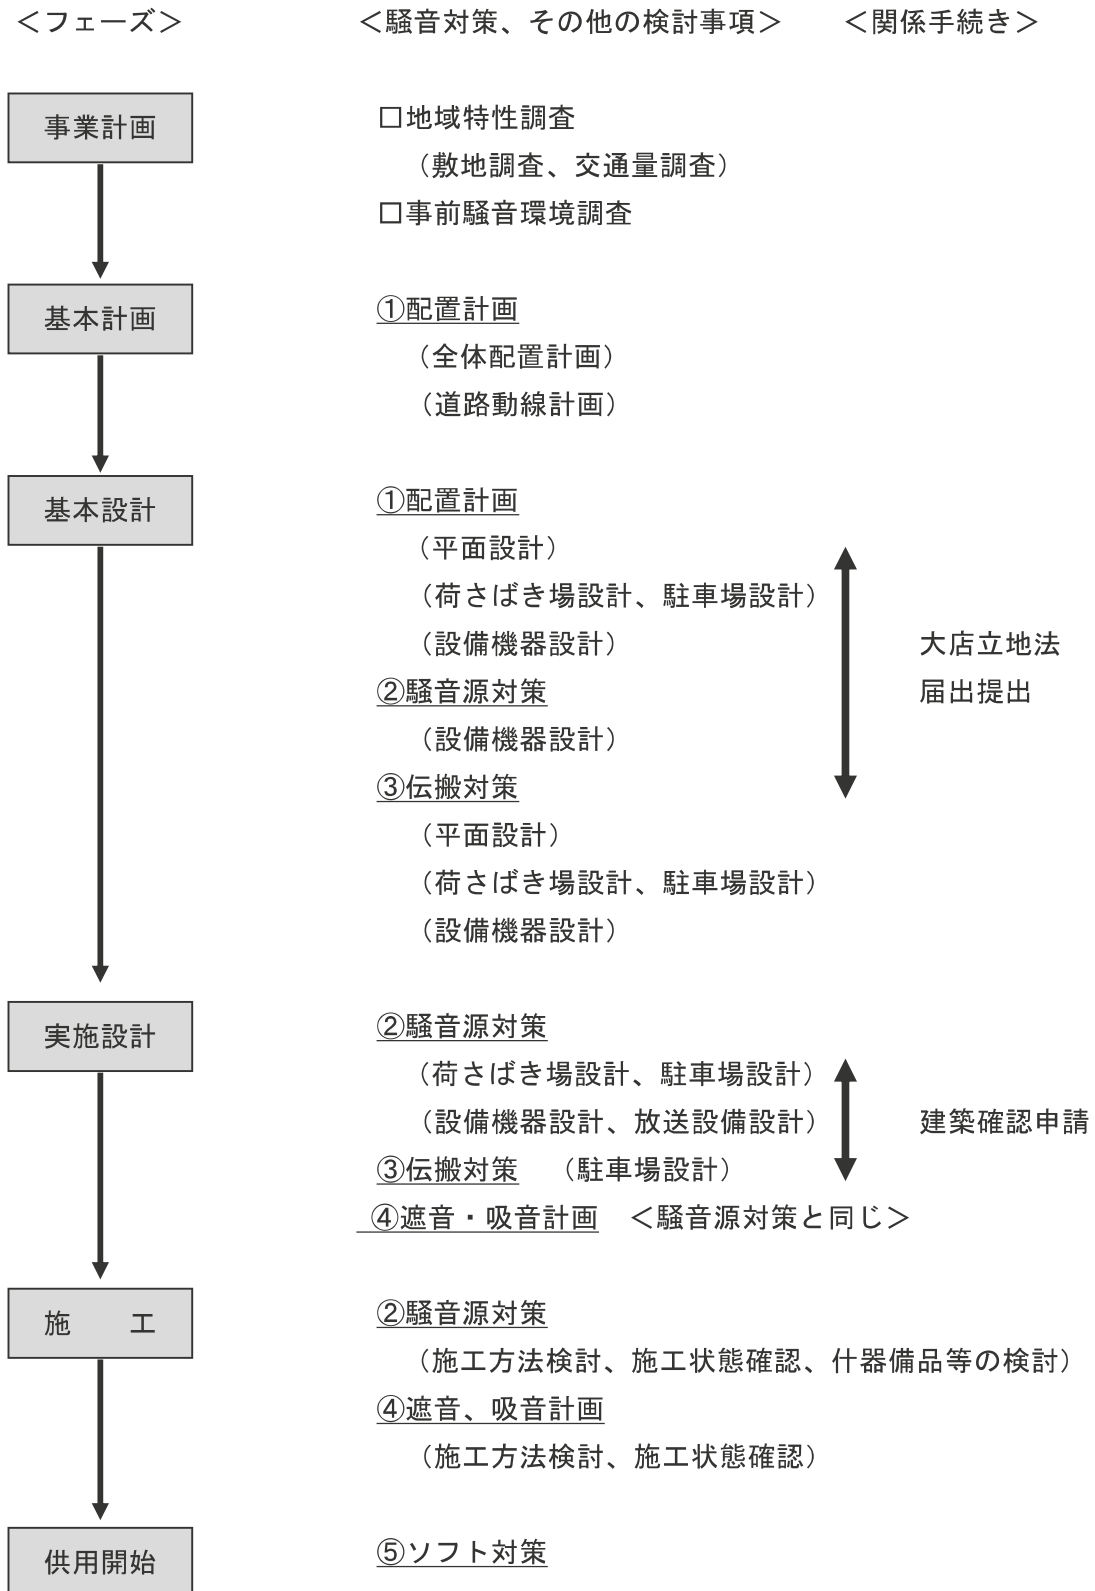 ＜フェーズ＞　＜騒音対策、その他の検討事項＞　＜関係手続き＞
事業計画　□地域特性調査
（敷地調査、交通量調査）
□事前騒音環境調査
基本計画　①配置計画
（全体配置計画）
（道路動線計画）
基本設計　①配置計画
（平面設計）
（荷さばき場設計、駐車場設計）
（設備機器設計）　大店立地法
②騒音源対策　届出提出
（設備機器設計）
③伝搬対策
（平面設計）
（荷さばき場設計、駐車場設計）
（設備機器設計）
実施設計　②騒音源対策
（荷さばき場設計、駐車場設計）
（設備機器設計、放送設備設計）　建築確認申請
③伝搬対策　（駐車場設計）
④遮音・吸音計画　＜騒音源対策と同じ＞
施　　工　②騒音源対策
（施工方法検討、施工状態確認、什器備品等の検討）
④遮音、吸音計画
（施工方法検討、施工状態確認）
供用開始　⑤ソフト対策